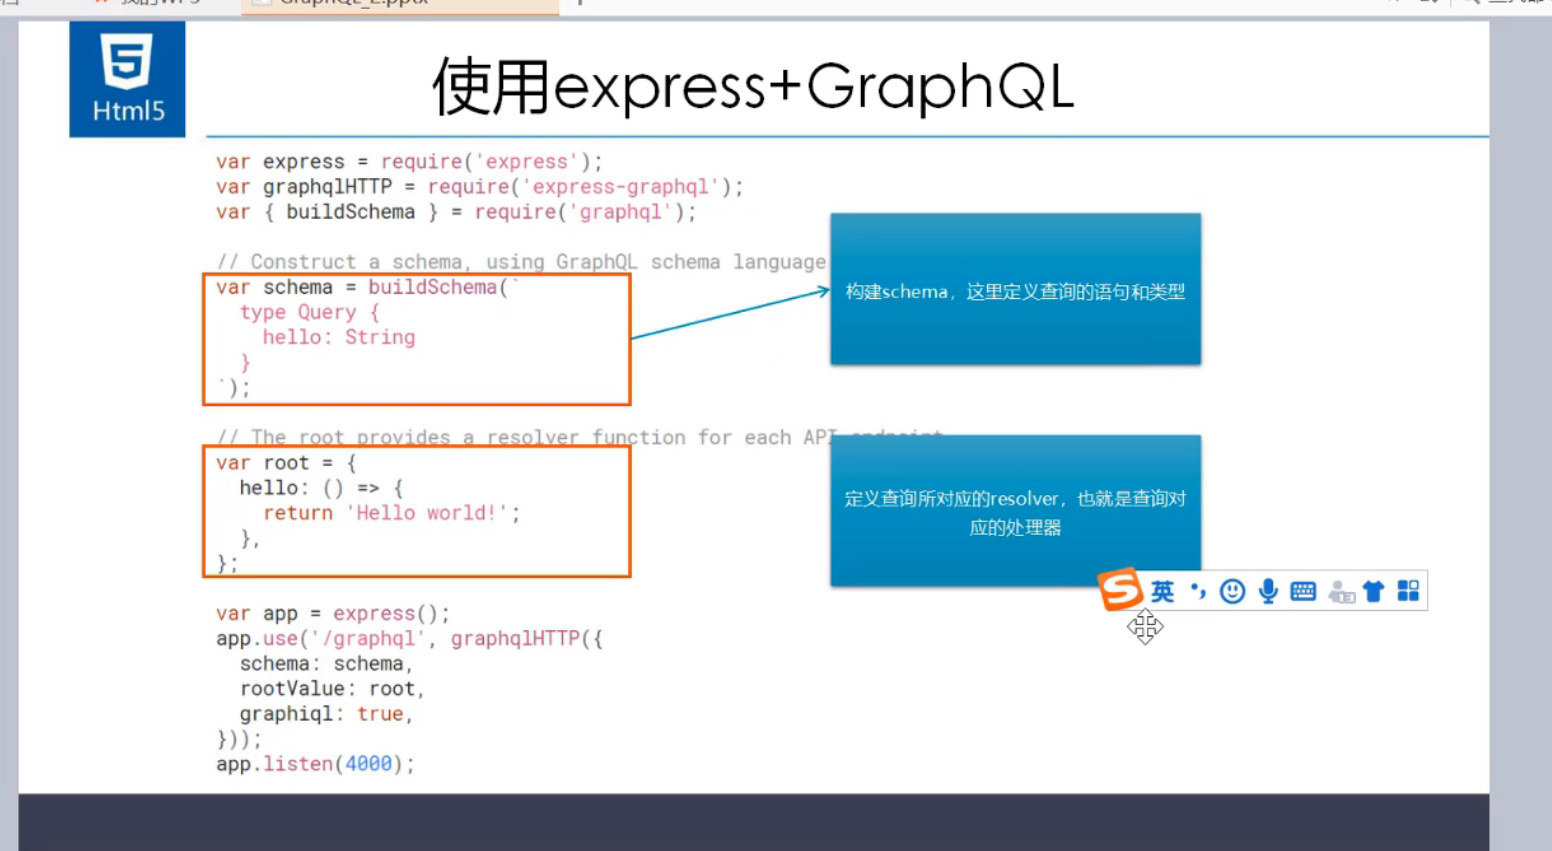 GraphQL_2.pptx
Html5
使用express+GraphQL
var express = require('express');
var graphqlHTTP = require('express-graphql');
var { buildSchema } = require('graphql');
// Construct a schema, using GraphQL schema language
var schema = buildSchema(`
type Query {
hello: String
}
`);
构建schema，这里定义查询的语句和类型
// The root provides a resolver function for each API endpoint
var root = {
hello: () => {
return 'Hello world!';
},
};
定义查询所对应的resolver，也就是查询对
应的处理器
英
var app = express();
app.use('/graphql', graphqlHTTP({
schema: schema,
rootValue: root,
graphiql: true,
}));
app.listen(4000);